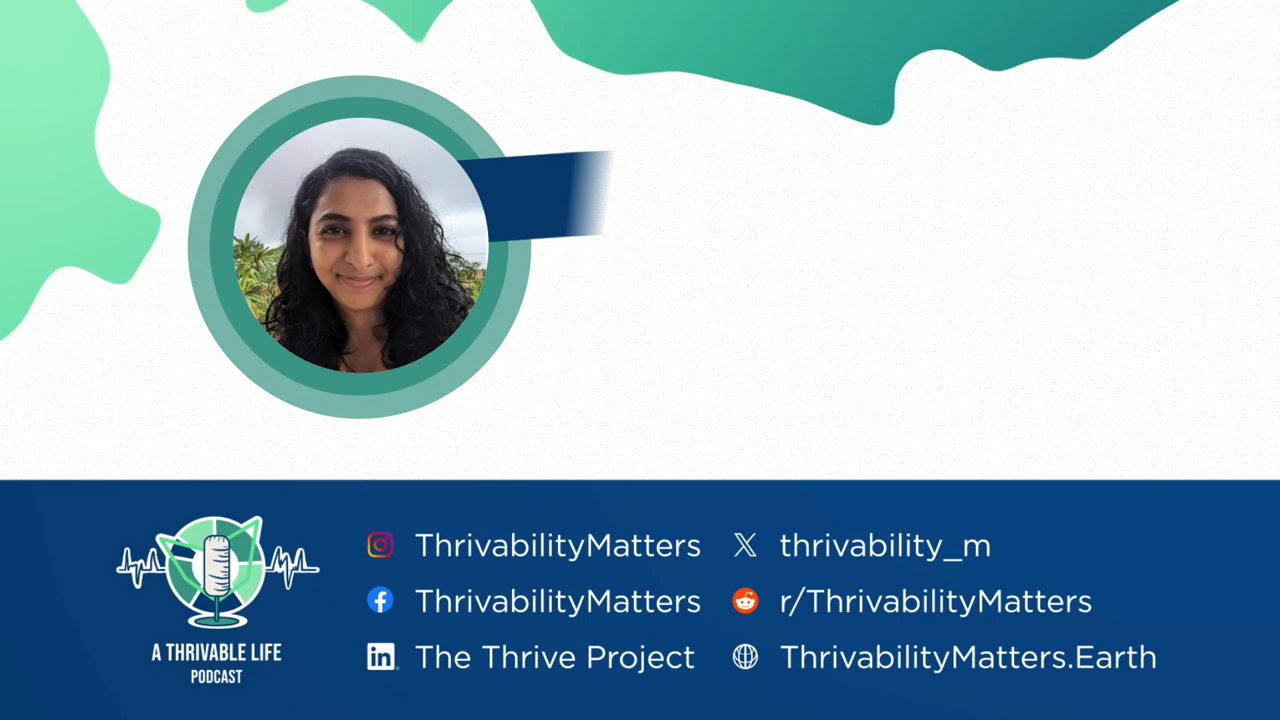 ThrivabilityMatters
thrivability_m
ThrivabilityMatters
r/ThrivabilityMatters
The Thrive Project
ThrivabilityMatters.Earth
A THRIVABLE LIFE
PODCAST